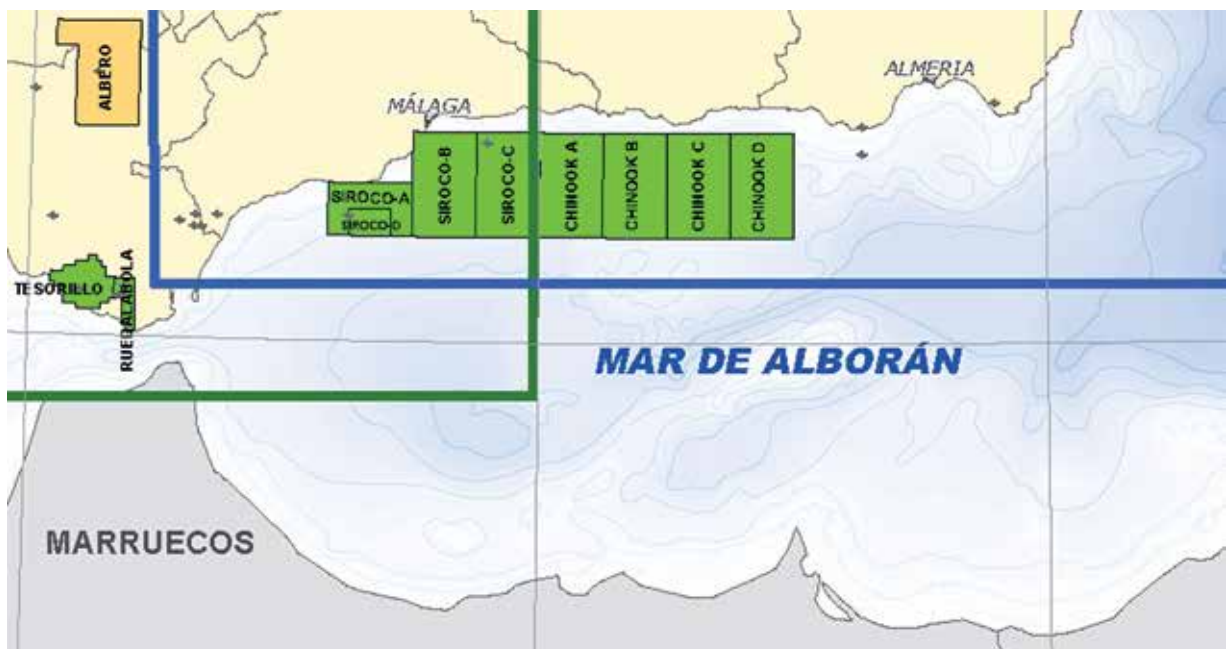 ALBERO
MÁLAGA
ALMERIA
SIROCO-A
SIROCO-D
SIROCO-B
SIROCO-C
CHINOOK A
CHINOOK B
CHINOOK C
CHINOOK D
TESORILLO
RUEDALABOLA
MAR DE ALBORÁN
MARRUECOS